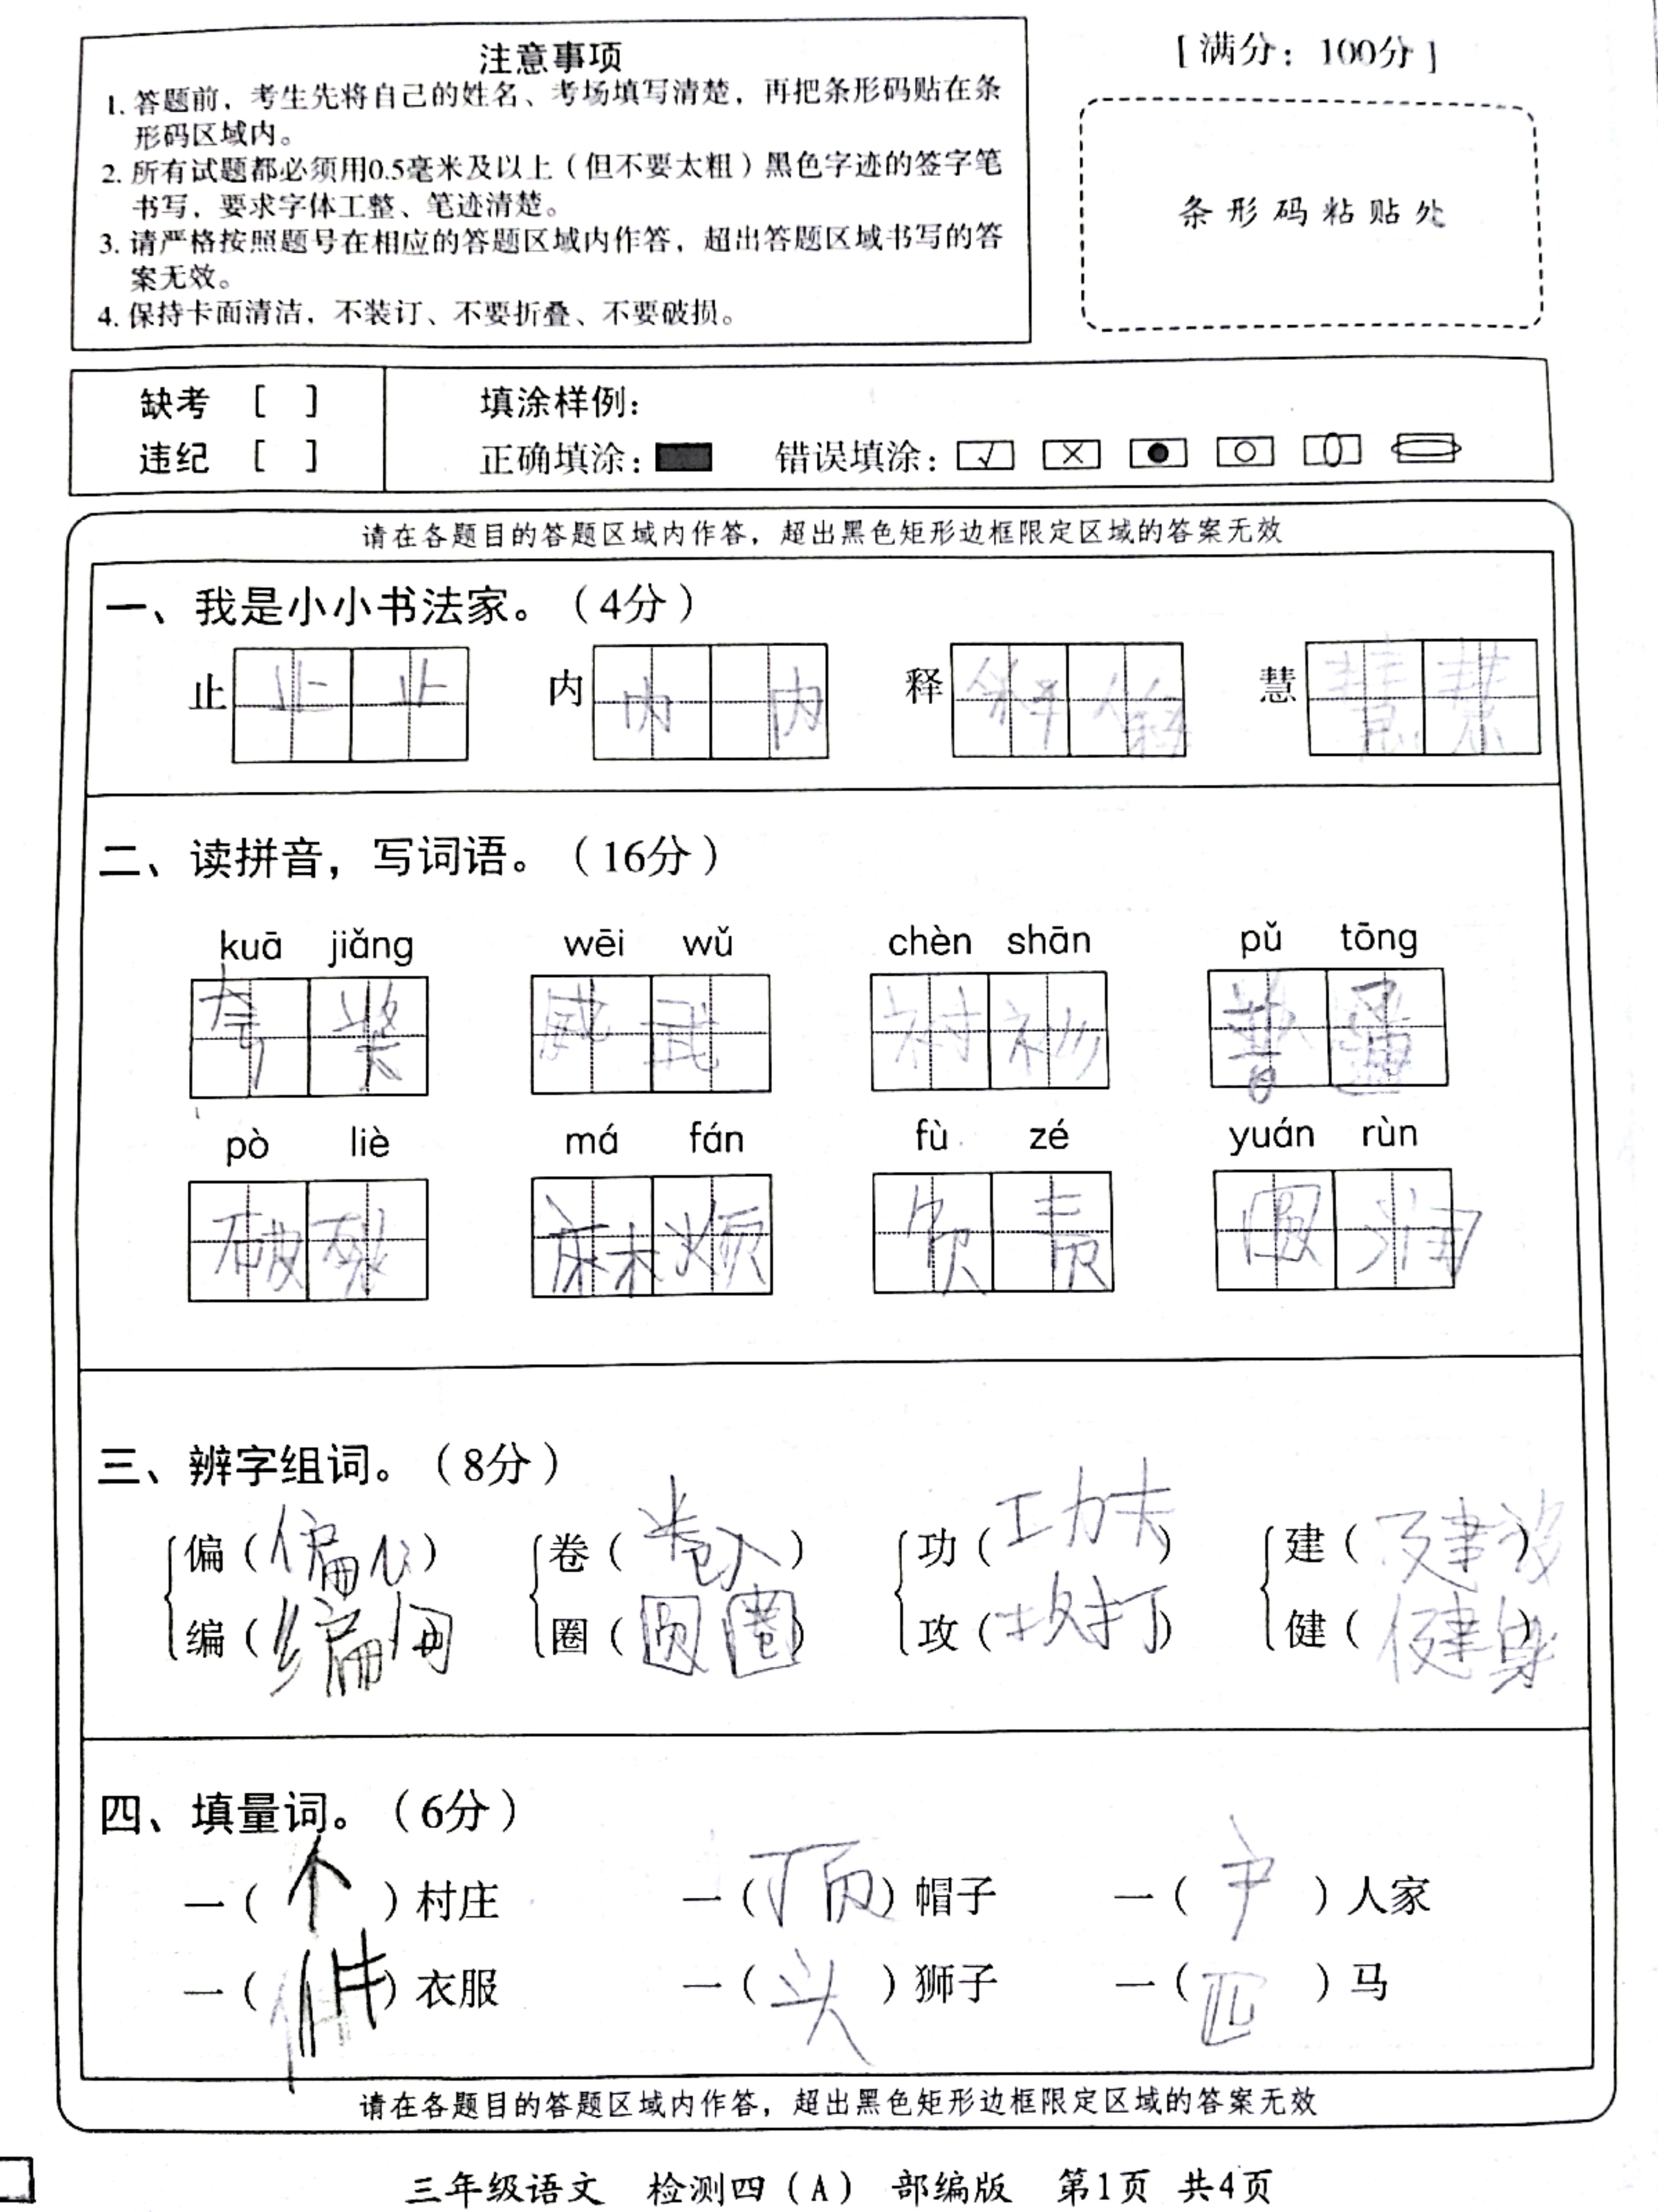 注意事项
1. 答题前，考生先将自己的姓名、考场填写清楚，再把条形码贴在条
形码区域内。
2. 所有试题都必须用0.5毫米及以上（但不要太粗）黑色字迹的签字笔
书写，要求字体工整、笔迹清楚。
3. 请严格按照题号在相应的答题区域内作答，超出答题区域书写的答
案无效。
4. 保持卡面清洁，不装订、不要折叠、不要破损。
[ 满分：100分 ]
条形码粘贴处
缺考 [ ] 填涂样例：
违纪 [ ] 正确填涂： 错误填涂：
请在各题目的答题区域内作答，超出黑色矩形边框限定区域的答案无效
一、我是小小书法家。（4分）
止 止 止 内 内 内 释 释 释 慧 慧 慧
二、读拼音，写词语。（16分）
kuā jiǎng wēi wǔ chèn shān pǔ tōng
夸 奖 威 武 衬 衫 普 通
pò liè má fán fù zé yuán rùn
破 裂 麻 烦 负 责 圆 润
三、辨字组词。（8分）
偏（偏心） 卷（卷入） 功（功夫） 建（建设）
编（编）圈（圆圈） 攻（攻打） 健（健身）
四、填量词。（6分）
一（个）村庄 一（顶）帽子 一（户）人家
一（件）衣服 一（头）狮子 一（匹）马
请在各题目的答题区域内作答，超出黑色矩形边框限定区域的答案无效
三年级语文 检测四（A） 部编版 第1页 共4页